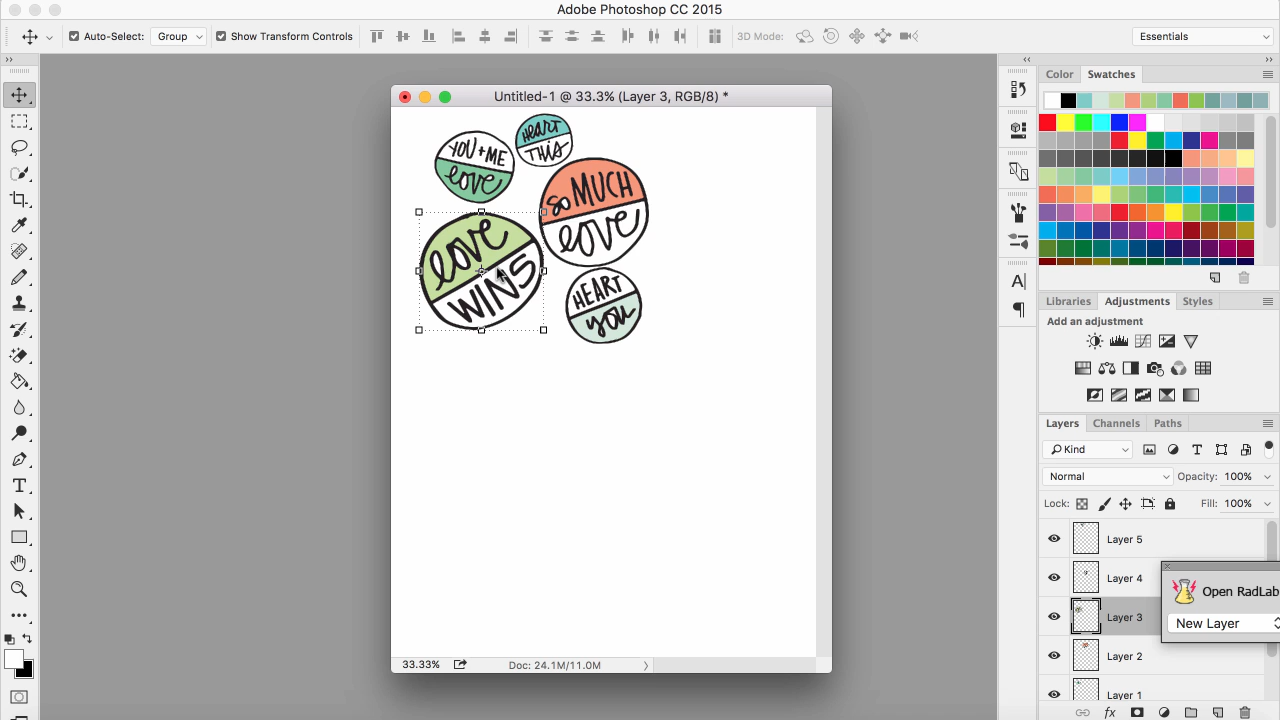 Adobe Photoshop CC 2015
Auto-Select: Group Show Transform Controls 3D Mode: Essentials
Untitled-1 @ 33.3% (Layer 3, RGB/8) *
Color Swatches
HEART
THIS
YOU + ME
love
so MUCH
love
love
WINS
HEART
you
Libraries Adjustments Styles
Add an adjustment
Layers Channels Paths
Kind
Normal Opacity: 100%
Lock: Fill: 100%
Layer 5
Layer 4
Open RadLab
Layer 3
New Layer
Layer 2
Layer 1
33.33% Doc: 24.1M/11.0M